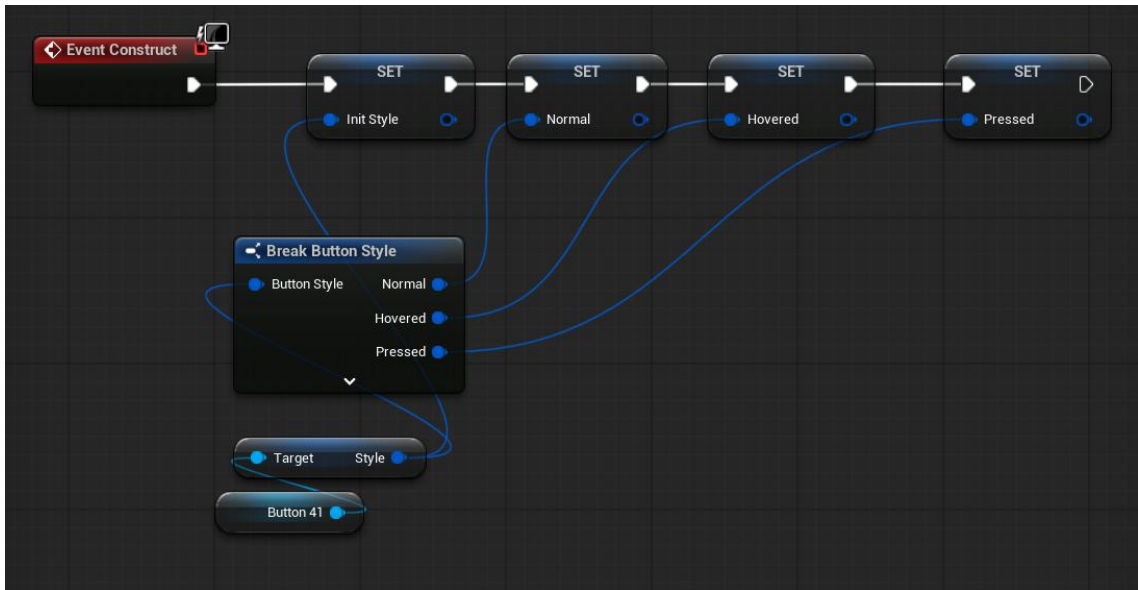 Event Construct
SET
SET
SET
SET
Init Style
Normal
Hovered
Pressed
Break Button Style
Button Style
Normal
Hovered
Pressed
Target
Style
Button 41